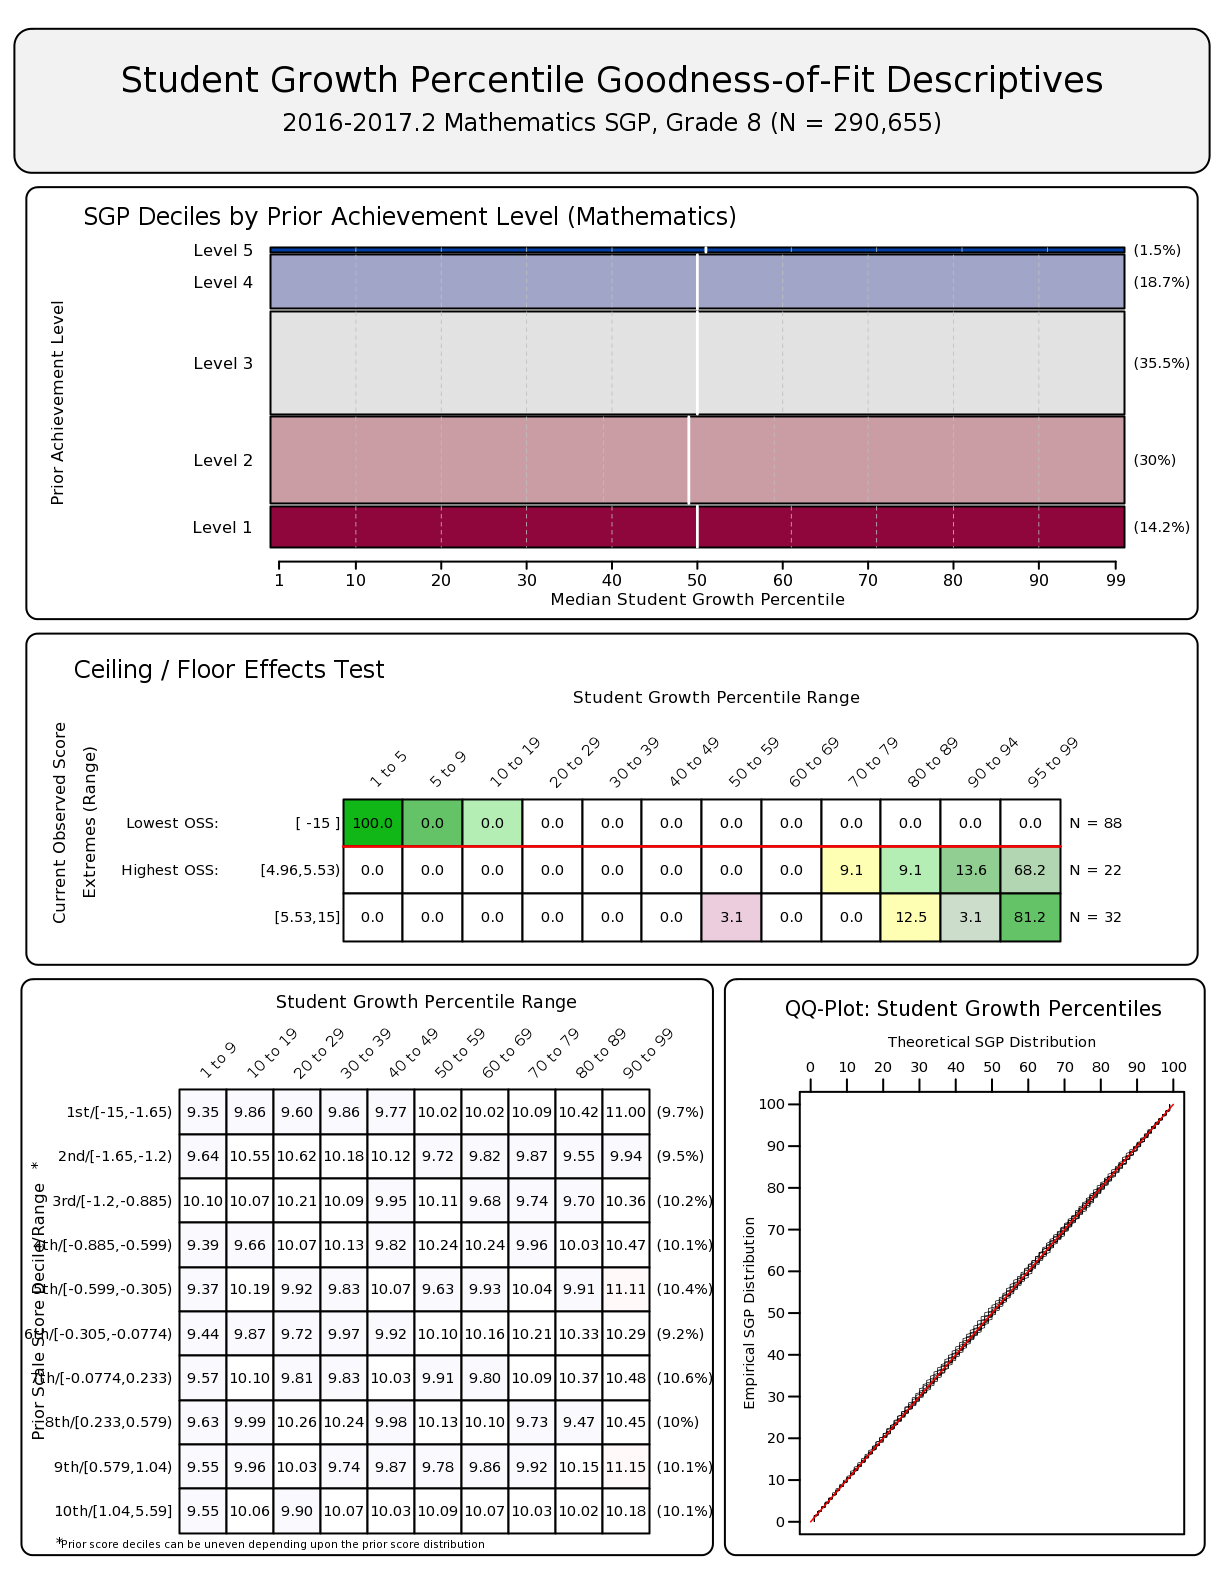 Student Growth Percentile Goodness-of-Fit Descriptives
2016-2017.2 Mathematics SGP, Grade 8 (N = 290,655)
SGP Deciles by Prior Achievement Level (Mathematics)
Prior Achievement Level
Level 5 (1.5%)
Level 4 (18.7%)
Level 3 (35.5%)
Level 2 (30%)
Level 1 (14.2%)
1 10 20 30 40 50 60 70 80 90 99
Median Student Growth Percentile
Ceiling / Floor Effects Test
Student Growth Percentile Range
Current Observed Score
Extremes (Range)
1 to 5 5 to 9 10 to 19 20 to 29 30 to 39 40 to 49 50 to 59 60 to 69 70 to 79 80 to 89 90 to 94 95 to 99
Lowest OSS: [ -15 ] 100.0 0.0 0.0 0.0 0.0 0.0 0.0 0.0 0.0 0.0 0.0 0.0 N = 88
Highest OSS: [4.96,5.53) 0.0 0.0 0.0 0.0 0.0 0.0 0.0 0.0 9.1 9.1 13.6 68.2 N = 22
[5.53,15] 0.0 0.0 0.0 0.0 0.0 0.0 3.1 0.0 0.0 12.5 3.1 81.2 N = 32
Student Growth Percentile Range
1 to 9 10 to 19 20 to 29 30 to 39 40 to 49 50 to 59 60 to 69 70 to 79 80 to 89 90 to 99
Prior Scale Score Decile/Range *
1st/[-15,-1.65) 9.35 9.86 9.60 9.86 9.77 10.02 10.02 10.09 10.42 11.00 (9.7%)
2nd/[-1.65,-1.2) 9.64 10.55 10.62 10.18 10.12 9.72 9.82 9.87 9.55 9.94 (9.5%)
3rd/[-1.2,-0.885) 10.10 10.07 10.21 10.09 9.95 10.11 9.68 9.74 9.70 10.36 (10.2%)
4th/[-0.885,-0.599) 9.39 9.66 10.07 10.13 9.82 10.24 10.24 9.96 10.03 10.47 (10.1%)
5th/[-0.599,-0.305) 9.37 10.19 9.92 9.83 10.07 9.63 9.93 10.04 9.91 11.11 (10.4%)
6th/[-0.305,-0.0774) 9.44 9.87 9.72 9.97 9.92 10.10 10.16 10.21 10.33 10.29 (9.2%)
7th/[-0.0774,0.233) 9.57 10.10 9.81 9.83 10.03 9.91 9.80 10.09 10.37 10.48 (10.6%)
8th/[0.233,0.579) 9.63 9.99 10.26 10.24 9.98 10.13 10.10 9.73 9.47 10.45 (10%)
9th/[0.579,1.04) 9.55 9.96 10.03 9.74 9.87 9.78 9.86 9.92 10.15 11.15 (10.1%)
10th/[1.04,5.59] 9.55 10.06 9.90 10.07 10.03 10.09 10.07 10.03 10.02 10.18 (10.1%)
*Prior score deciles can be uneven depending upon the prior score distribution
QQ-Plot: Student Growth Percentiles
Theoretical SGP Distribution
0 10 20 30 40 50 60 70 80 90 100
Empirical SGP Distribution
100
90
80
70
60
50
40
30
20
10
0